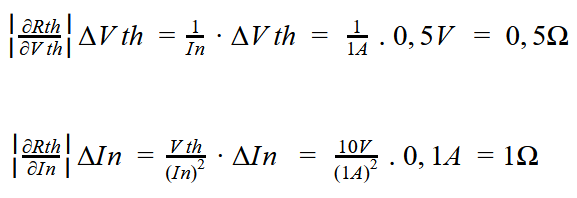 |∂Rth/∂Vth| ΔVth = 1/In · ΔVth = 1/1A . 0,5V = 0,5Ω
|∂Rth/∂In| ΔIn = Vth/(In)² · ΔIn = 10V/(1A)² . 0,1A = 1Ω